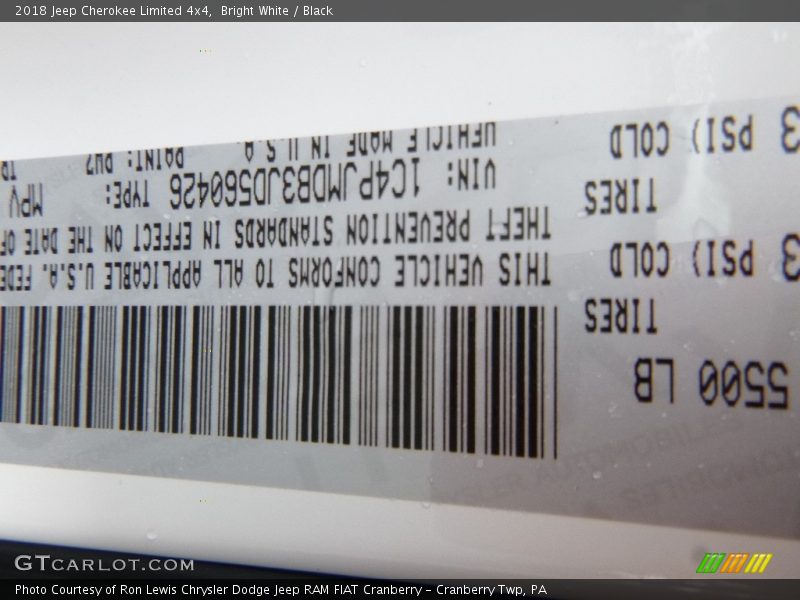 2018 Jeep Cherokee Limited 4x4, Bright White / Black
5500 LB
TIRES
PSI) COLD
TIRES
PSI) COLD
THIS VEHICLE CONFORMS TO ALL APPLICABLE U.S.A.
THEFT PREVENTION STANDARDS IN EFFECT ON THE DATE OF
VIN: 1C4PJMDB3JD560426 TYPE: MPV
VEHICLE MADE IN U.S.A. PAINT: PW7
GTCARLOT.COM
Photo Courtesy of Ron Lewis Chrysler Dodge Jeep RAM FIAT Cranberry – Cranberry Twp, PA